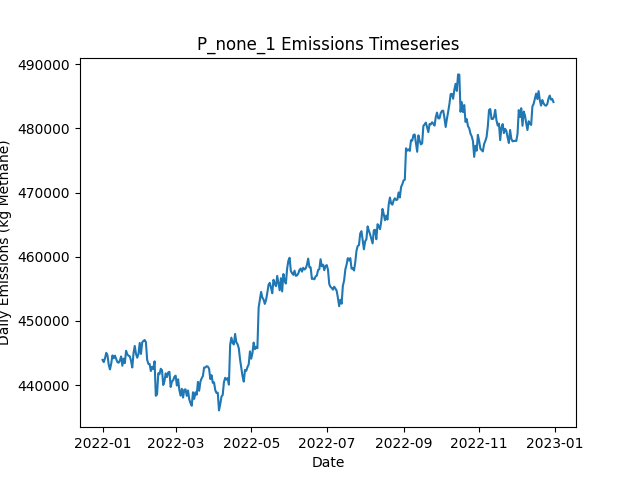 P_none_1 Emissions Timeseries
Daily Emissions (kg Methane)
490000
480000
470000
460000
450000
440000
2022-01 2022-03 2022-05 2022-07 2022-09 2022-11 2023-01
Date